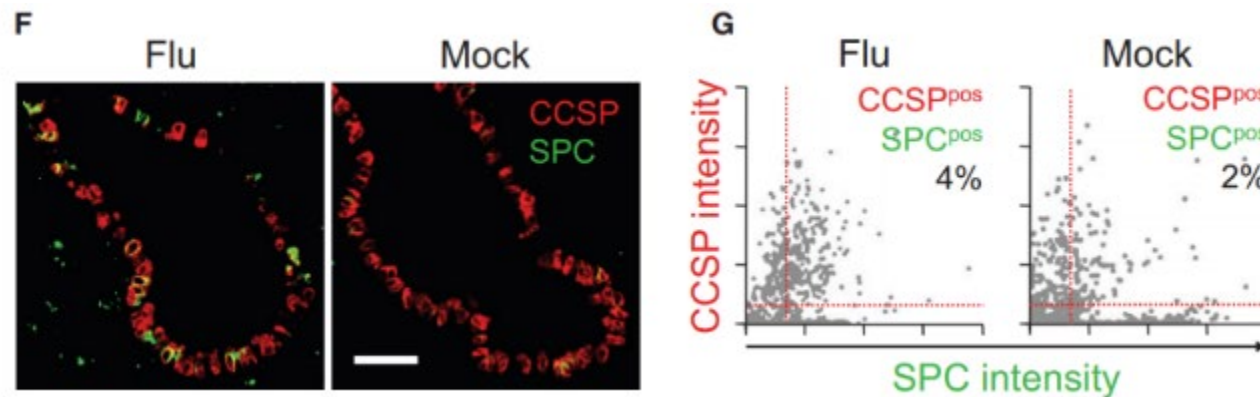 F
Flu Mock
CCSP
SPC
G
Flu Mock
CCSP intensity
CCSPpos
SPCpos
4%
CCSPpos
SPCpos
2%
SPC intensity